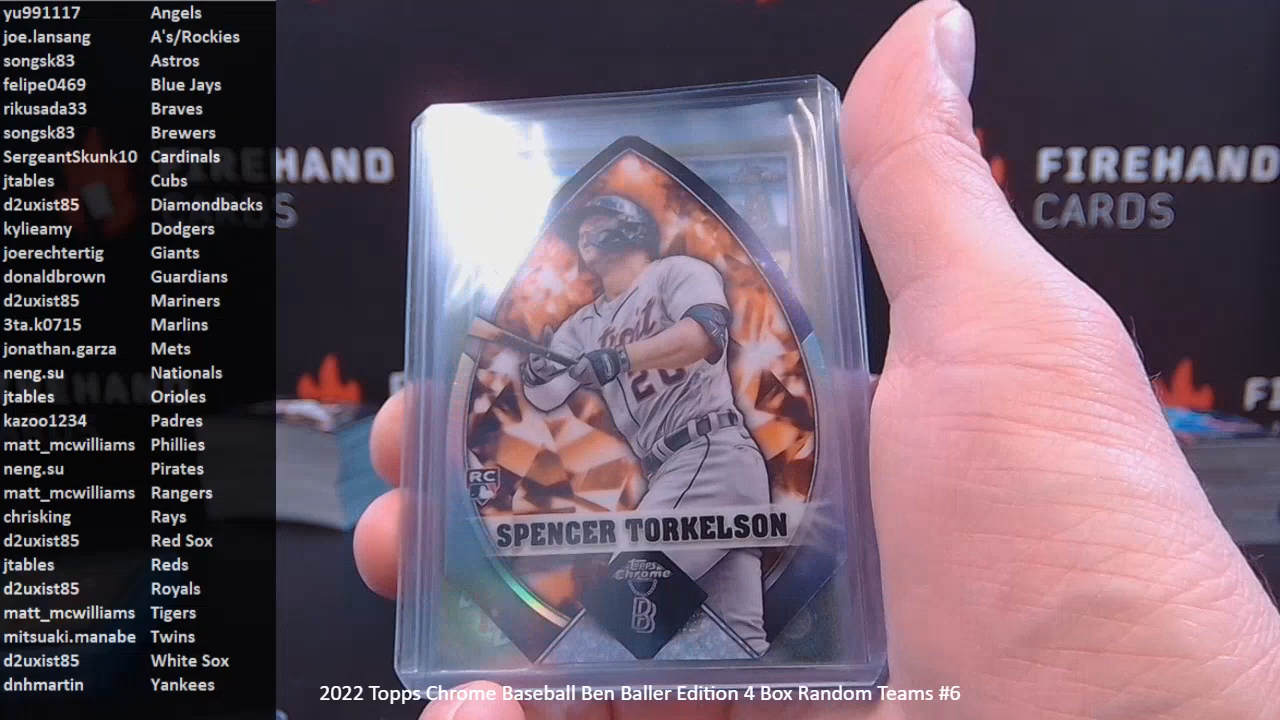 yu991117 Angels
joe.lansang A's/Rockies
songsk83 Astros
felipe0469 Blue Jays
rikusada33 Braves
songsk83 Brewers
SergeantSkunk10 Cardinals
jtables Cubs
d2uxist85 Diamondbacks
kylieamy Dodgers
joerechtertig Giants
donaldbrown Guardians
d2uxist85 Mariners
3ta.k0715 Marlins
jonathan.garza Mets
neng.su Nationals
jtables Orioles
kazoo1234 Padres
matt_mcwilliams Phillies
neng.su Pirates
matt_mcwilliams Rangers
chrisking Rays
d2uxist85 Red Sox
jtables Reds
d2uxist85 Royals
matt_mcwilliams Tigers
mitsuaki.manabe Twins
d2uxist85 White Sox
dnhmartin Yankees
FIREHAND
CARDS
FIREHAND
CARDS
Detroit
20
RC
SPENCER TORKELSON
Topps
Chrome
BB
2022 Topps Chrome Baseball Ben Baller Edition 4 Box Random Teams #6